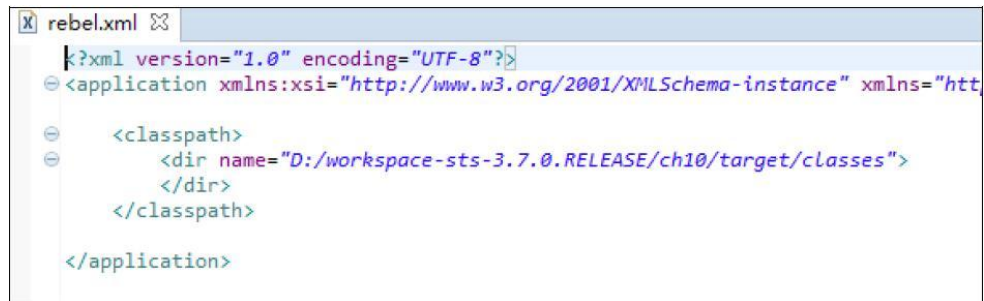 rebel.xml
<?xml version="1.0" encoding="UTF-8"?>
<application xmlns:xsi="http://www.w3.org/2001/XMLSchema-instance" xmlns="htt
<classpath>
<dir name="D:/workspace-sts-3.7.0.RELEASE/ch10/target/classes">
</dir>
</classpath>
</application>